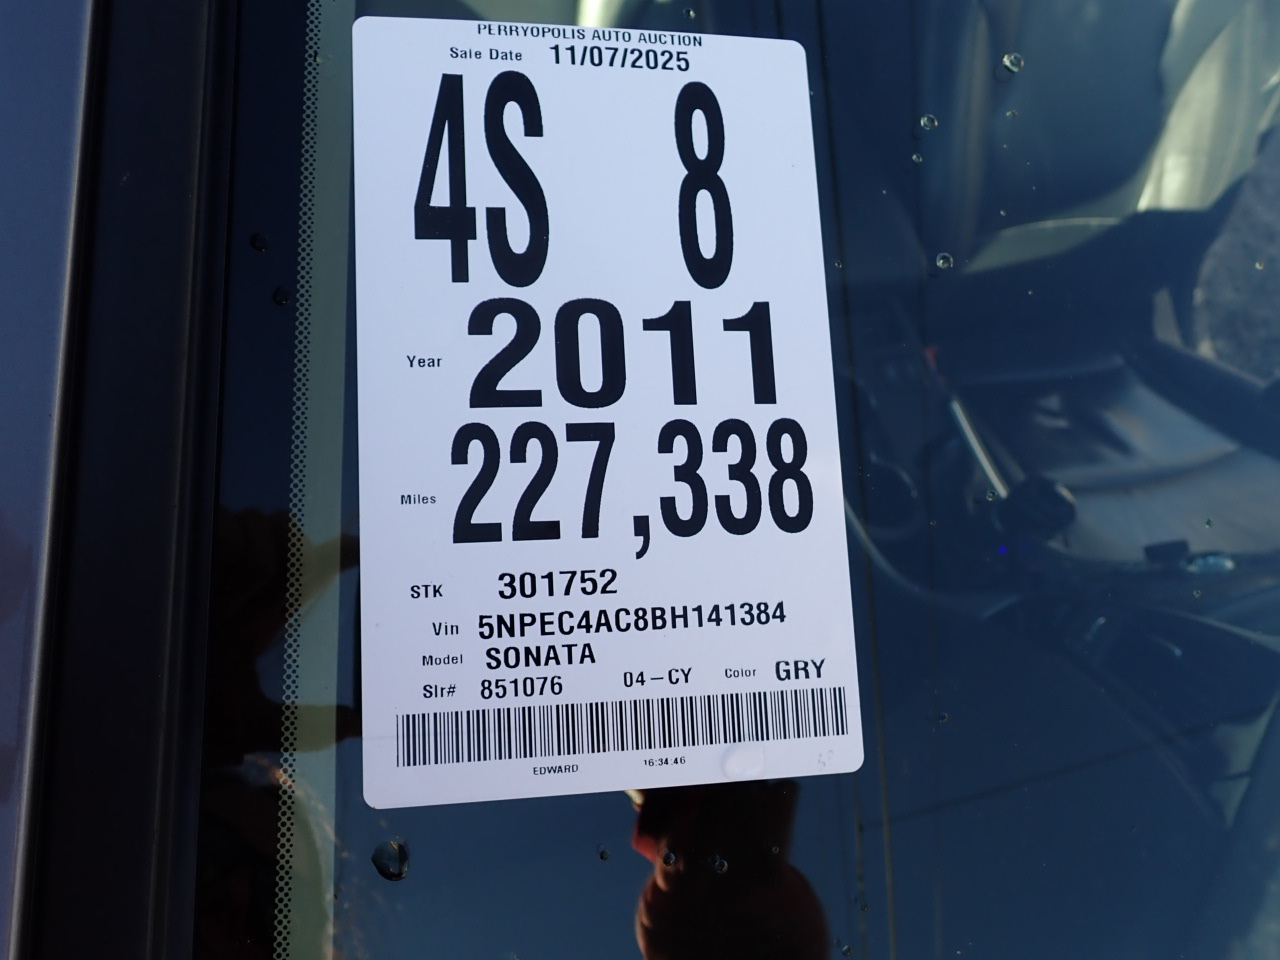 PERRYOPOLIS AUTO AUCTION
Sale Date 11/07/2025
4S 8
Year 2011
Miles 227,338
STK 301752
Vin 5NPEC4AC8BH141384
Model SONATA
Slr# 851076 04-CY Color GRY
EDWARD 16:34:46